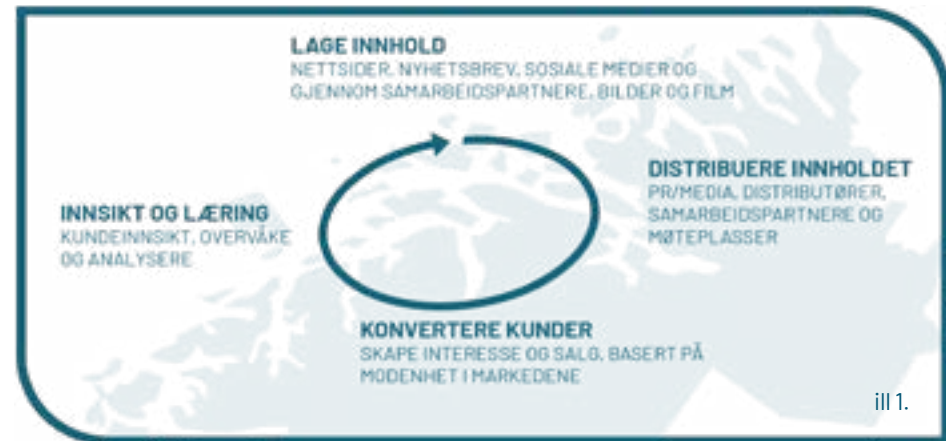 LAGE INNHOLD
NETTSIDER, NYHETSBREV, SOSIALE MEDIER OG
GJENNOM SAMARBEIDSPARTNERE, BILDER OG FILM
DISTRIBUERE INNHOLDET
PR/MEDIA, DISTRIBUTØRER,
SAMARBEIDSPARTNERE OG
MØTEPLASSER
KONVERTERE KUNDER
SKAPE INTERESSE OG SALG, BASERT PÅ
MODENHET I MARKEDENE
INNSIKT OG LÆRING
KUNDEINNSIKT, OVERVÅKE
OG ANALYSERE
ill 1.